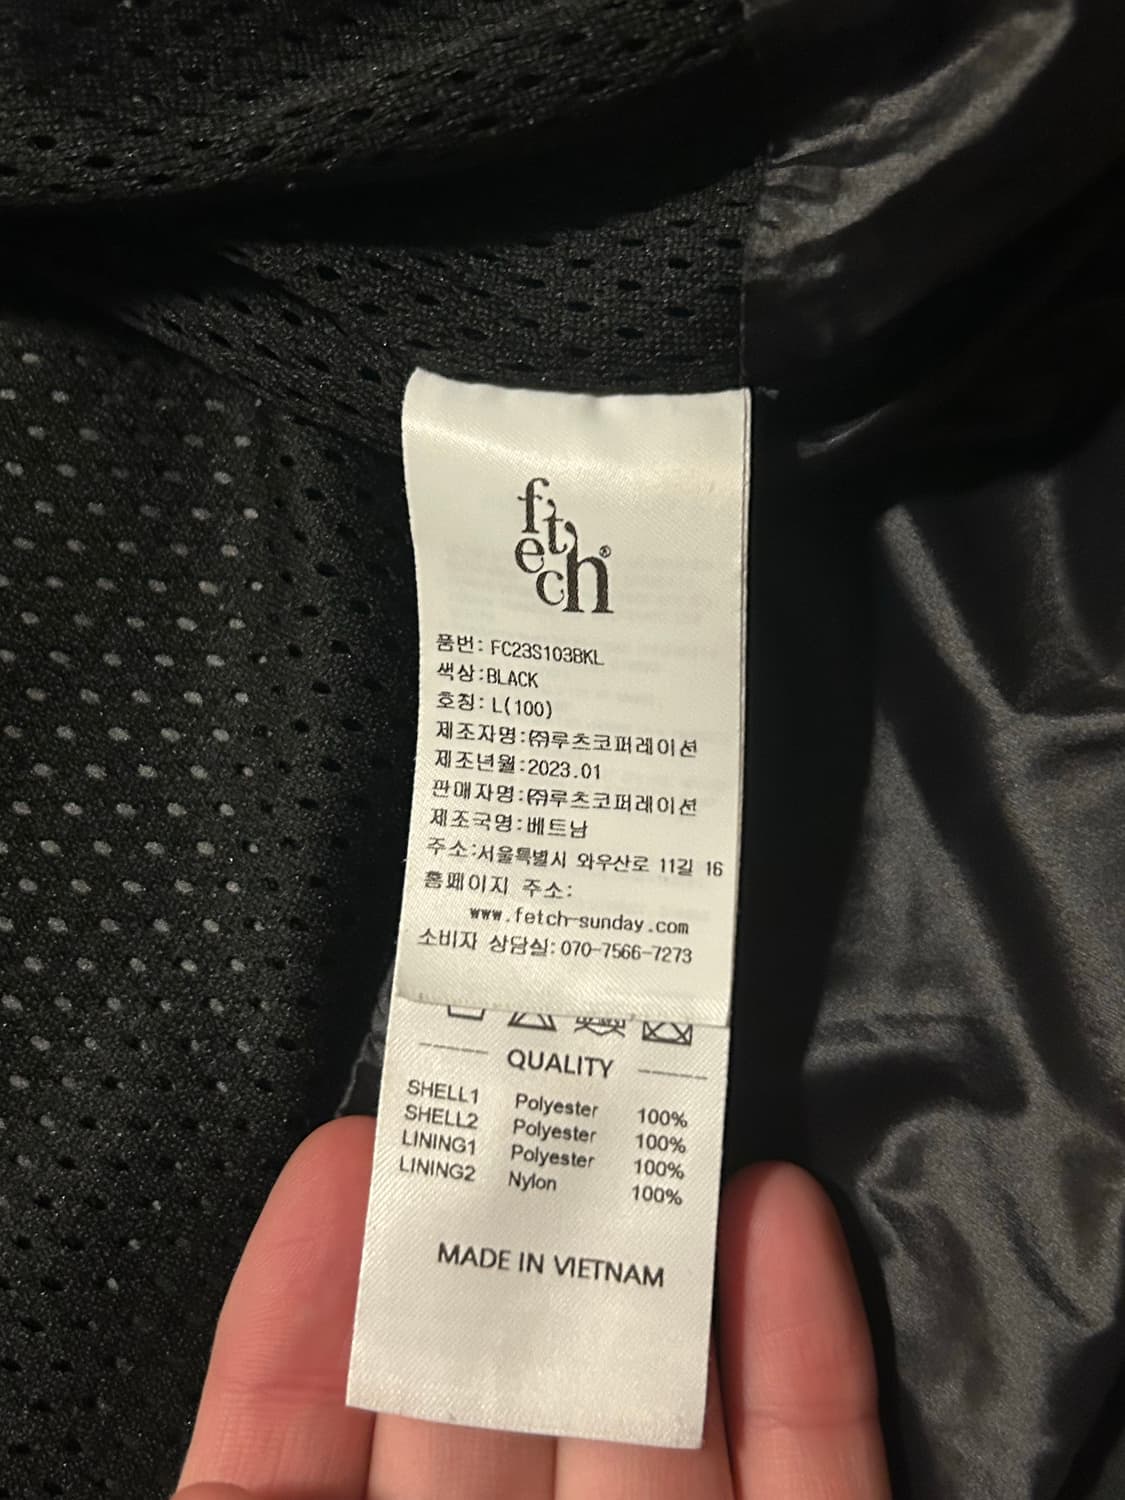 fetch®
품번: FC23S103BKL
색상:BLACK
호칭: L(100)
제조자명:㈜루츠코퍼레이션
제조년월:2023.01
판매자명:㈜루츠코퍼레이션
제조국명:베트남
주소:서울특별시 와우산로 11길 16
홈페이지 주소:
www.fetch-sunday.com
소비자 상담실: 070-7566-7273
QUALITY
SHELL1 Polyester 100%
SHELL2 Polyester 100%
LINING1 Polyester 100%
LINING2 Nylon 100%
MADE IN VIETNAM